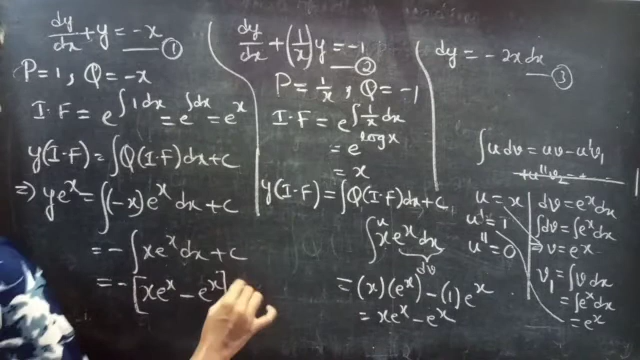 dy/dx + y = -x —— ①
P = 1, Q = -x
I·F = e^∫1dx = e^∫dx = e^x
y(I·F) = ∫Q(I·F)dx + c
⇒ ye^x = ∫(-x)e^x dx + c
= -∫xe^x dx + c
= -[xe^x - e^x]
dy/dx + (1/x)y = -1 —— ②
P = 1/x, Q = -1
I·F = e^∫1/x dx
= e^log x
= x
y(I·F) = ∫Q(I·F)dx + c
∫xe^x dx
u dv
= (x)(e^x) - (1)e^x
= xe^x - e^x
dy = -2x dx —— ③
∫u dv = uv - u'v₁
+ u''v₂ - 
u = x
u' = 1
u'' = 0
dv = e^x dx
∫dv = ∫e^x dx
⇒ v = e^x
v₁ = ∫v dx
= ∫e^x dx
= e^x